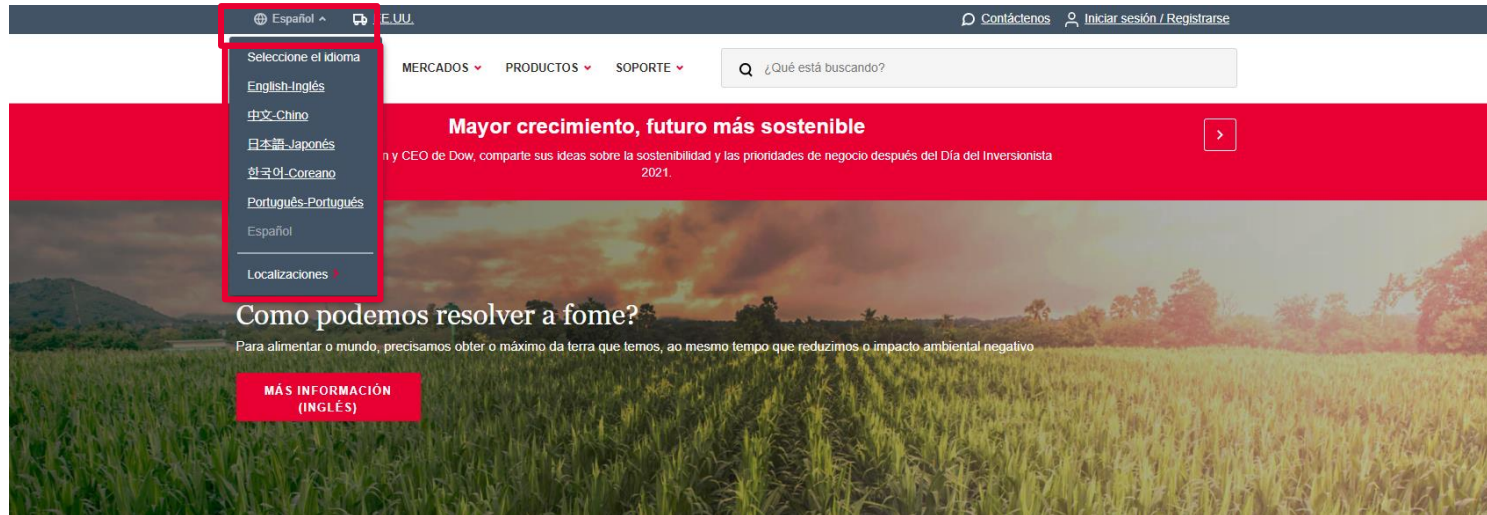 Español
EE.UU.
Contáctenos
Iniciar sesión / Registrarse
Seleccione el idioma
English-Inglés
中文-Chino
日本語-Japonés
한국어-Coreano
Português-Portugués
Español
Localizaciones
MERCADOS
PRODUCTOS
SOPORTE
¿Qué está buscando?
Mayor crecimiento, futuro más sostenible
y CEO de Dow, comparte sus ideas sobre la sostenibilidad y las prioridades de negocio después del Día del Inversionista
2021.
Como podemos resolver a fome?
Para alimentar o mundo, precisamos obter o máximo da terra que temos, ao mesmo tempo que reduzimos o impacto ambiental negativo
MÁS INFORMACIÓN
(INGLÉS)